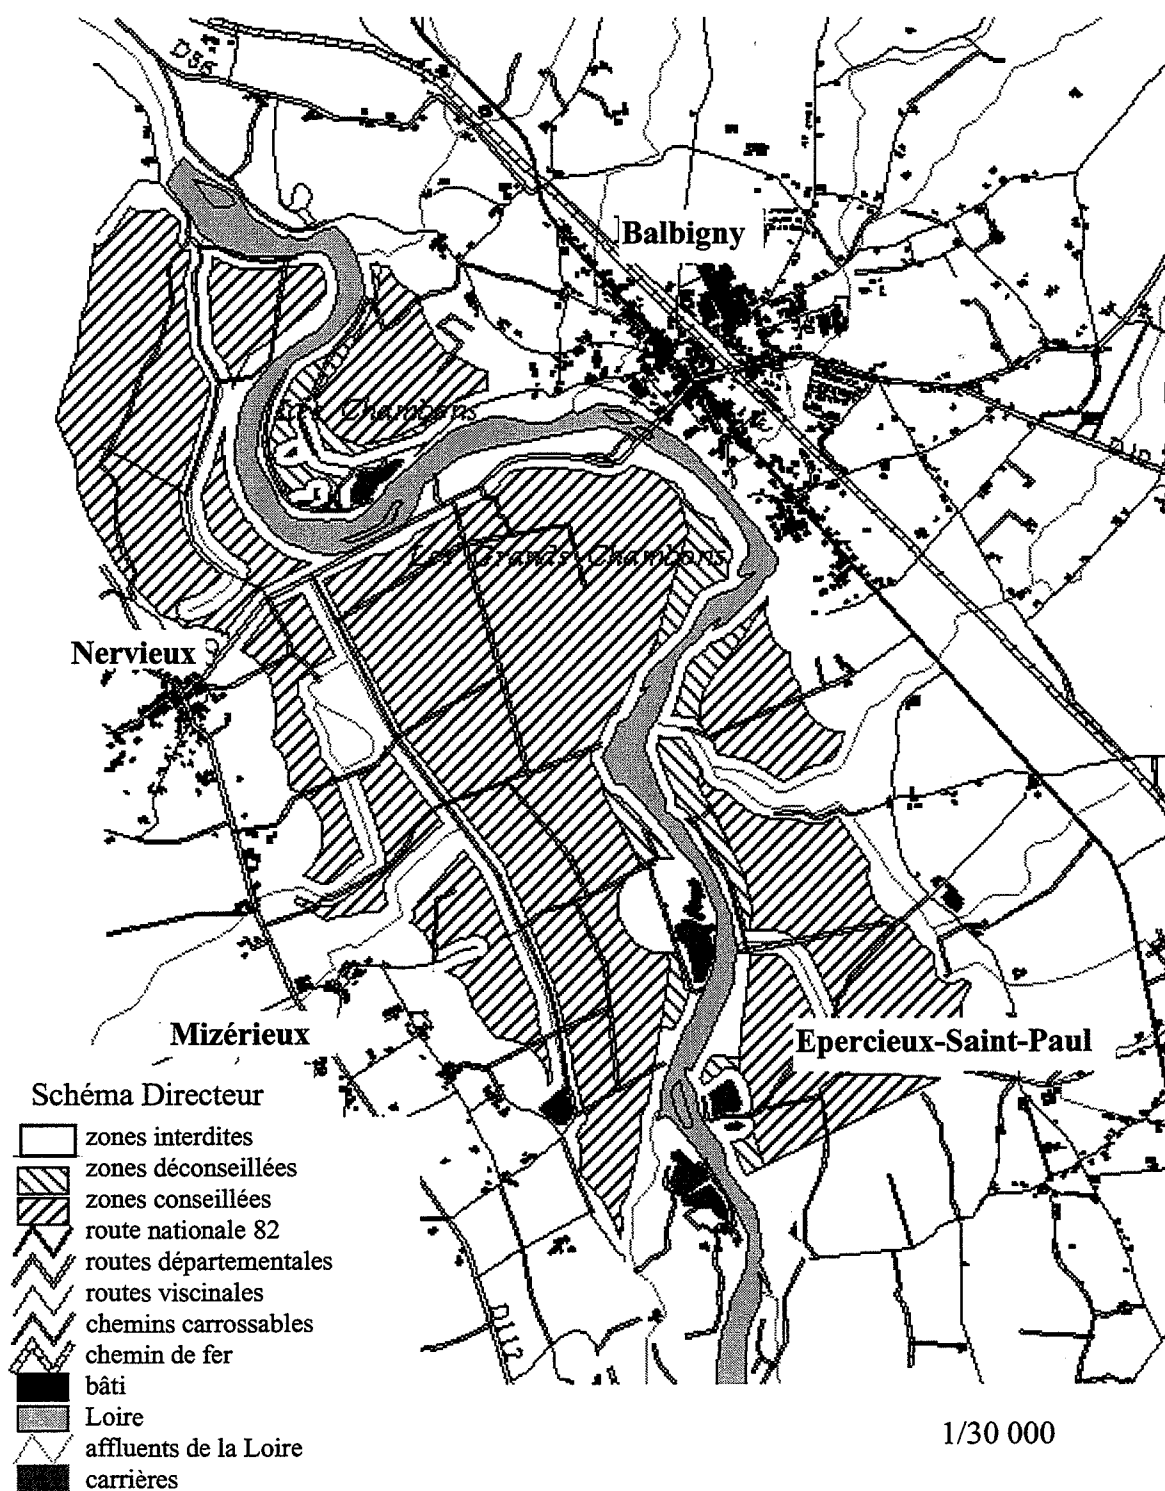 D56
Balbigny
Les Chambons
Les Grands Chambons
Nervieux
Mizérieux
Epercieux-Saint-Paul
Schéma Directeur
zones interdites
zones déconseillées
zones conseillées
route nationale 82
routes départementales
routes viscinales
chemins carrossables
chemin de fer
bâti
Loire
affluents de la Loire
carrières
D112
1/30 000